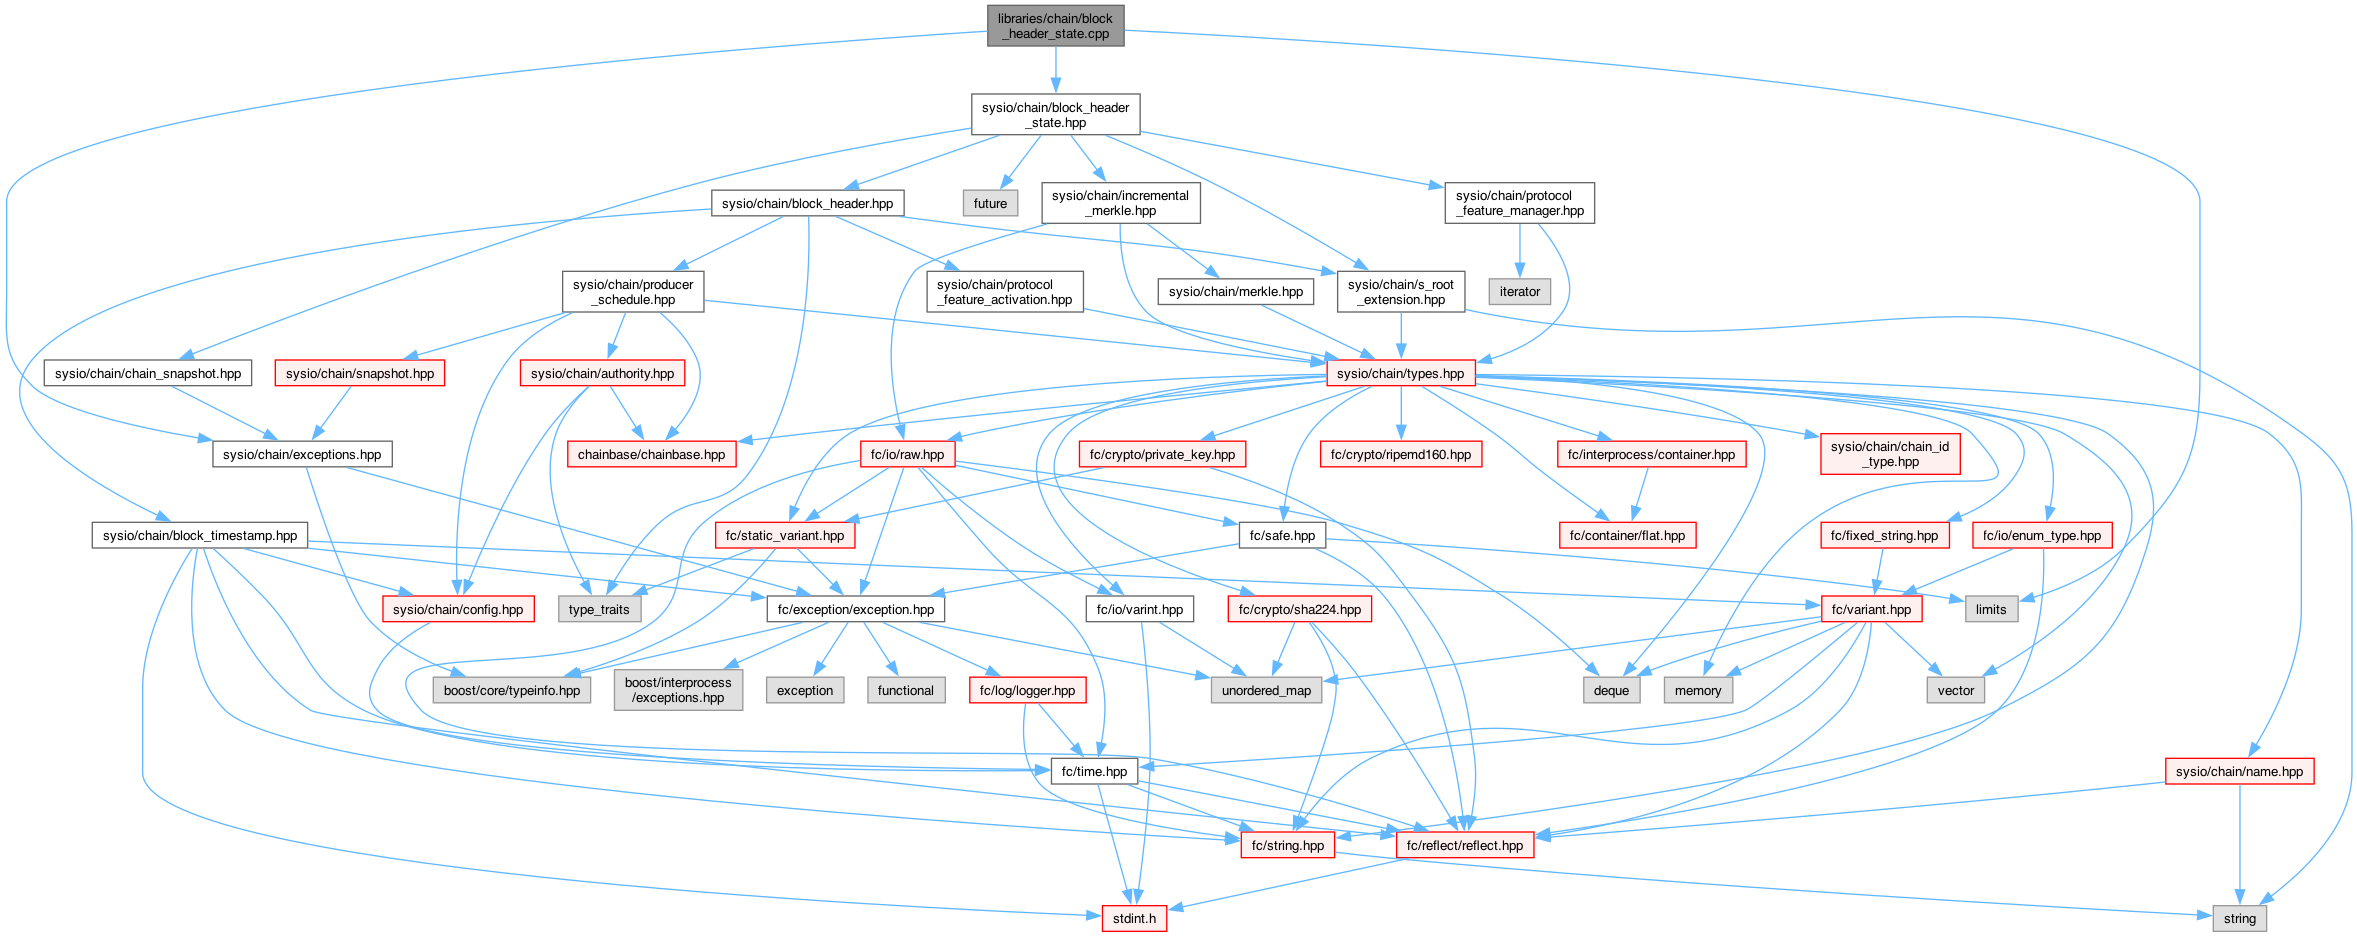 libraries/chain/block
_header_state.cpp
sysio/chain/block_header
_state.hpp
sysio/chain/block_header.hpp
future
sysio/chain/incremental
_merkle.hpp
sysio/chain/protocol
_feature_manager.hpp
sysio/chain/producer
_schedule.hpp
sysio/chain/protocol
_feature_activation.hpp
sysio/chain/merkle.hpp
sysio/chain/s_root
_extension.hpp
iterator
sysio/chain/chain_snapshot.hpp
sysio/chain/snapshot.hpp
sysio/chain/authority.hpp
sysio/chain/types.hpp
sysio/chain/exceptions.hpp
chainbase/chainbase.hpp
fc/io/raw.hpp
fc/crypto/private_key.hpp
fc/crypto/ripemd160.hpp
fc/interprocess/container.hpp
sysio/chain/chain_id
_type.hpp
sysio/chain/block_timestamp.hpp
fc/static_variant.hpp
fc/safe.hpp
fc/container/flat.hpp
fc/fixed_string.hpp
fc/io/enum_type.hpp
sysio/chain/config.hpp
type_traits
fc/exception/exception.hpp
fc/io/varint.hpp
fc/crypto/sha224.hpp
fc/variant.hpp
limits
boost/core/typeinfo.hpp
boost/interprocess
/exceptions.hpp
exception
functional
fc/log/logger.hpp
unordered_map
deque
memory
vector
fc/time.hpp
sysio/chain/name.hpp
fc/string.hpp
fc/reflect/reflect.hpp
stdint.h
string